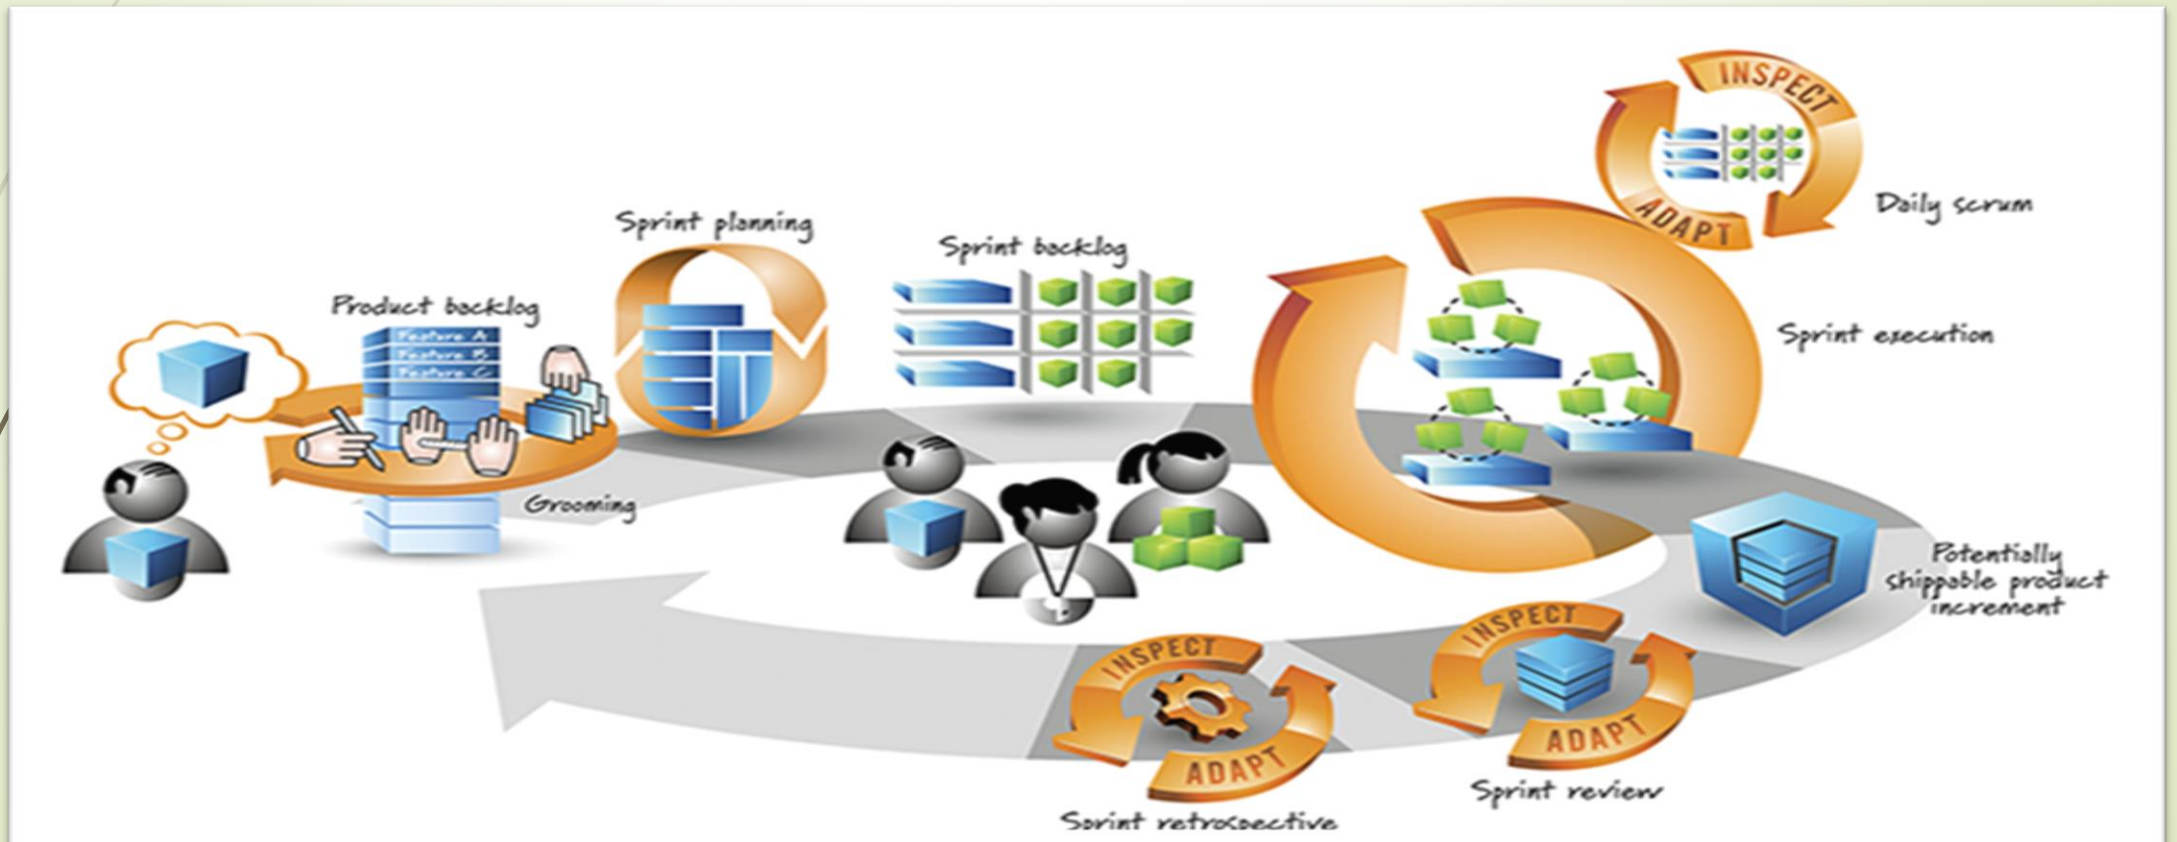 INSPECT
ADAPT
Daily scrum
Sprint planning
Sprint backlog
Product backlog
Feature A
Feature B
Feature C
Sprint execution
Grooming
Potentially
shippable product
increment
INSPECT
ADAPT
Sprint review
INSPECT
ADAPT
Sprint retrospective